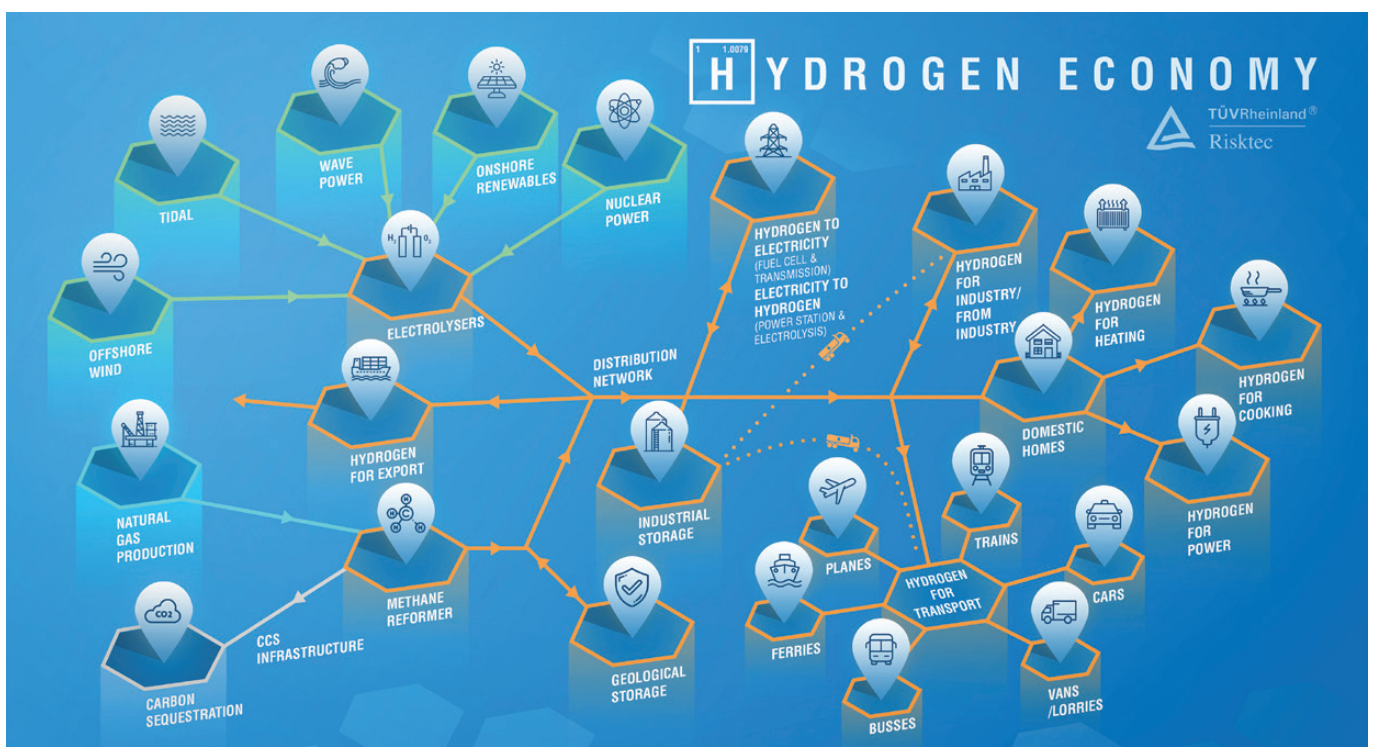 1 1.0079
HYDROGEN ECONOMY
TÜVRheinland®
Risktec
TIDAL
WAVE
POWER
ONSHORE
RENEWABLES
NUCLEAR
POWER
H₂ O₂
ELECTROLYSERS
OFFSHORE
WIND
HYDROGEN TO
ELECTRICITY
(FUEL CELL &
TRANSMISSION)
ELECTRICITY TO
HYDROGEN
(POWER STATION &
ELECTROLYSIS)
HYDROGEN
FOR
INDUSTRY/
FROM
INDUSTRY
HYDROGEN
FOR
HEATING
HYDROGEN
FOR
COOKING
DISTRIBUTION
NETWORK
HYDROGEN
FOR EXPORT
DOMESTIC
HOMES
HYDROGEN
FOR
POWER
NATURAL
GAS
PRODUCTION
H H
C
H H
METHANE
REFORMER
INDUSTRIAL
STORAGE
PLANES
TRAINS
HYDROGEN
FOR
TRANSPORT
CARS
FERRIES
BUSSES
VANS
/LORRIES
GEOLOGICAL
STORAGE
CO2
CCS
INFRASTRUCTURE
CARBON
SEQUESTRATION